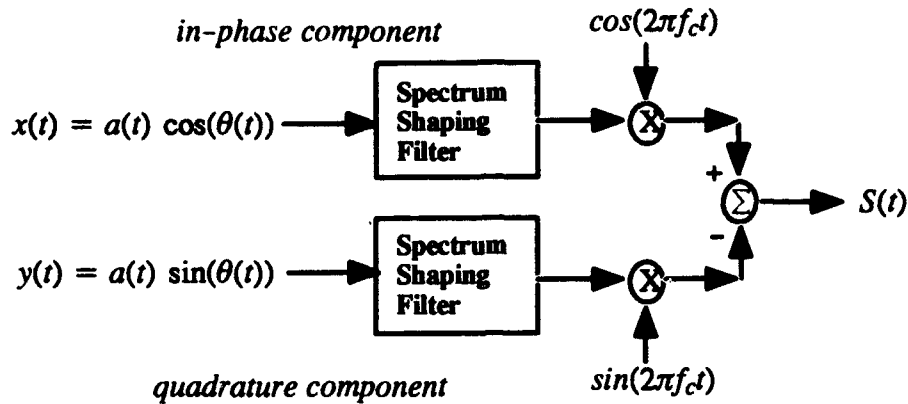 in-phase component
cos(2πf_ct)
x(t) = a(t) cos(θ(t))
Spectrum
Shaping
Filter
X
+
Σ
S(t)
-
y(t) = a(t) sin(θ(t))
Spectrum
Shaping
Filter
X
quadrature component
sin(2πf_ct)